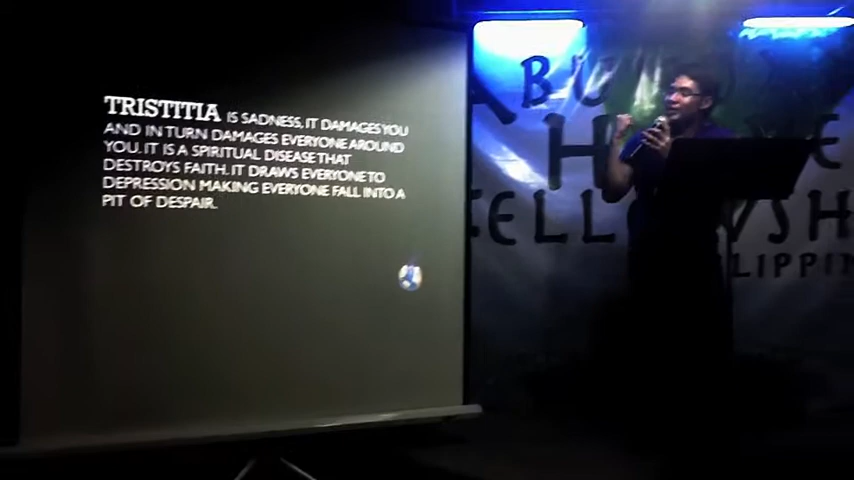 TRISTITIA IS SADNESS, IT DAMAGES YOU
AND IN TURN DAMAGES EVERYONE AROUND
YOU. IT IS A SPIRITUAL DISEASE THAT
DESTROYS FAITH. IT DRAWS EVERYONE TO
DEPRESSION MAKING EVERYONE FALL INTO A
PIT OF DESPAIR.
FELLOWSH